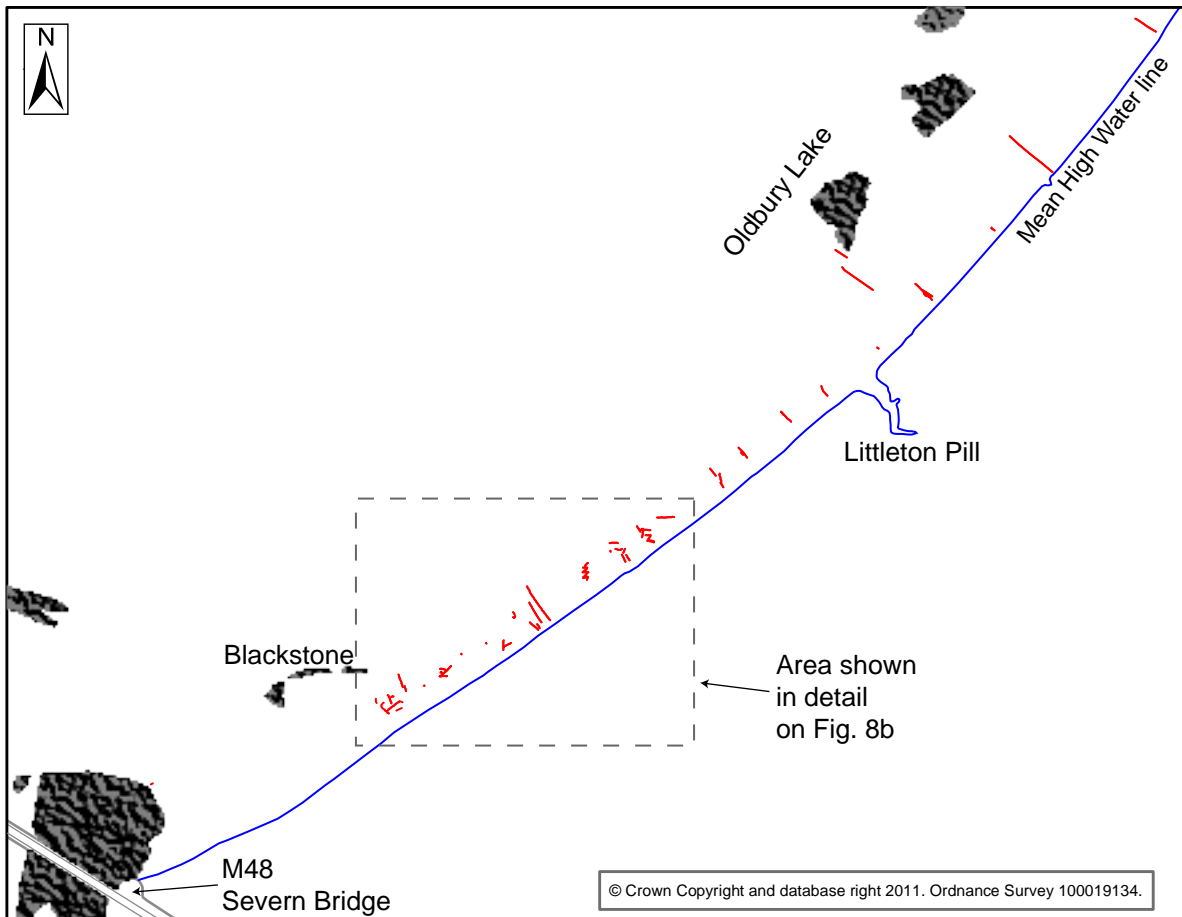 N
Oldbury Lake
Mean High Water line
Littleton Pill
Blackstone
Area shown
in detail
on Fig. 8b
M48
Severn Bridge
© Crown Copyright and database right 2011. Ordnance Survey 100019134.